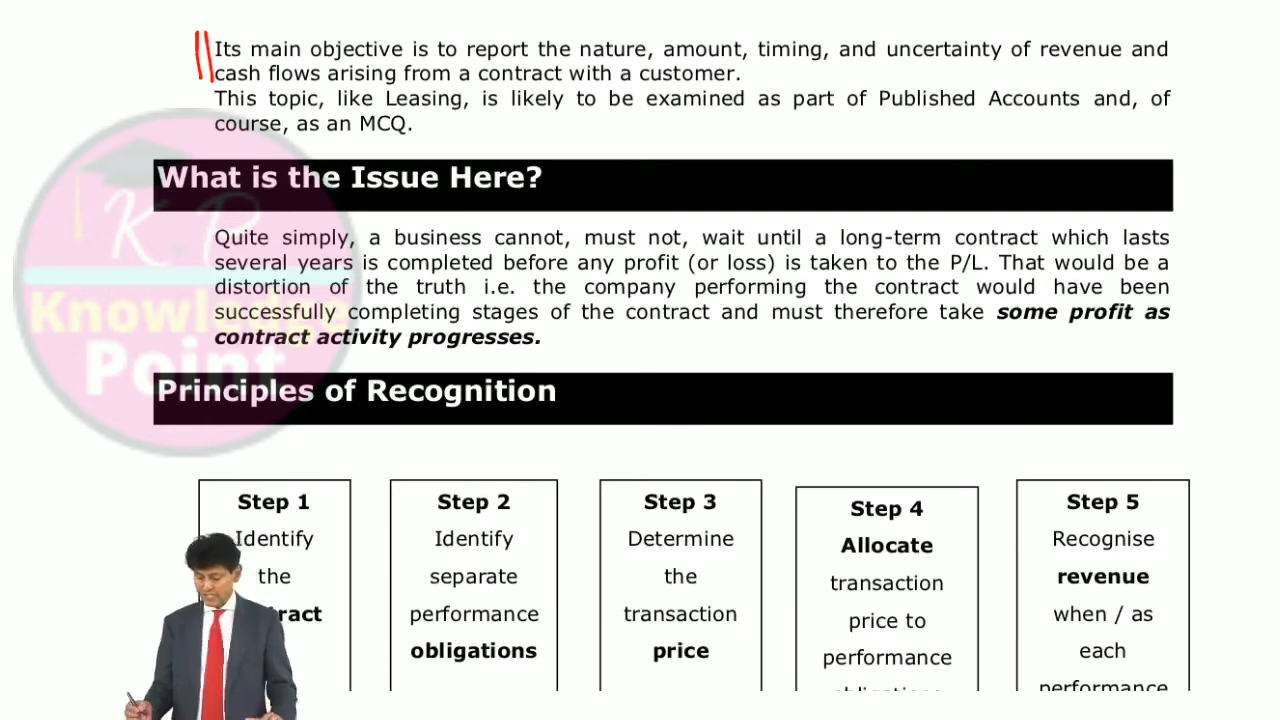 Its main objective is to report the nature, amount, timing, and uncertainty of revenue and
cash flows arising from a contract with a customer.
This topic, like Leasing, is likely to be examined as part of Published Accounts and, of
course, as an MCQ.
What is the Issue Here?
Quite simply, a business cannot, must not, wait until a long-term contract which lasts
several years is completed before any profit (or loss) is taken to the P/L. That would be a
distortion of the truth i.e. the company performing the contract would have been
successfully completing stages of the contract and must therefore take some profit as
contract activity progresses.
K.P
Knowledge
Point
Principles of Recognition
Step 1
Identify
the
ract
Step 2
Identify
separate
performance
obligations
Step 3
Determine
the
transaction
price
Step 4
Allocate
transaction
price to
performance
Step 5
Recognise
revenue
when / as
each
performance